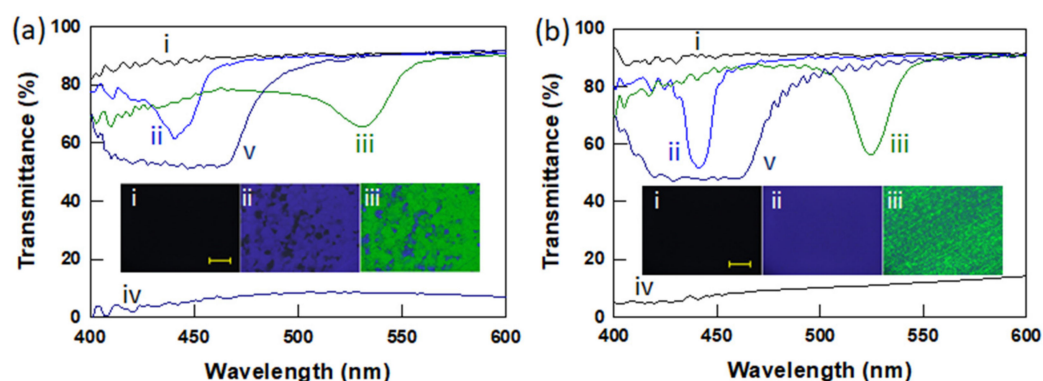 (a)
Transmittance (%)
100
80
60
40
20
0
400
450
500
550
600
Wavelength (nm)
i
ii
iii
iv
v
i
ii
iii
(b)
Transmittance (%)
100
80
60
40
20
0
400
450
500
550
600
Wavelength (nm)
i
ii
iii
iv
v
i
ii
iii